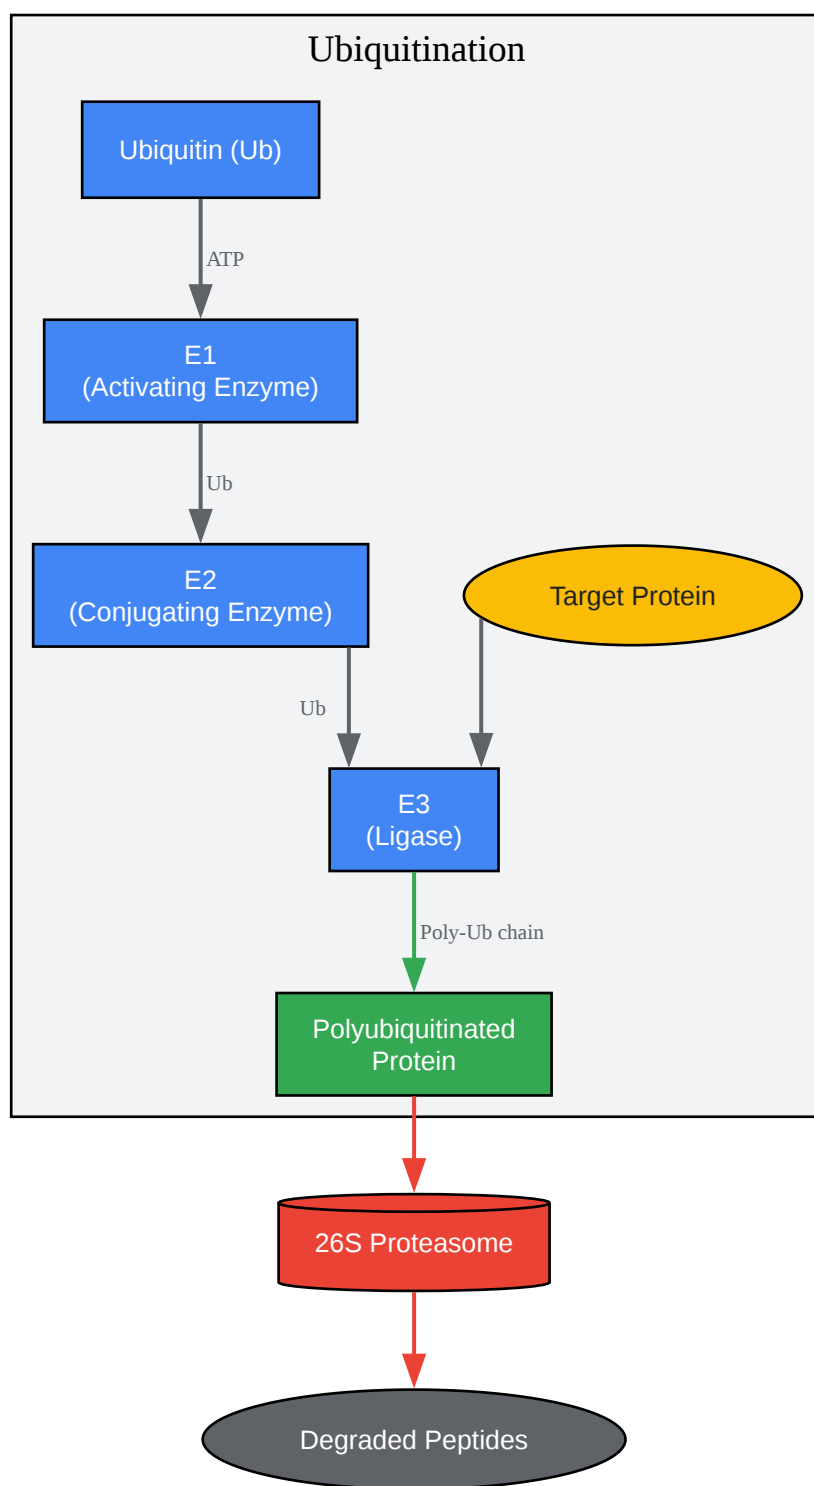 Ubiquitination
Ubiquitin (Ub)
ATP
E1
(Activating Enzyme)
Ub
E2
(Conjugating Enzyme)
Target Protein
Ub
E3
(Ligase)
Poly-Ub chain
Polyubiquitinated
Protein
26S Proteasome
Degraded Peptides